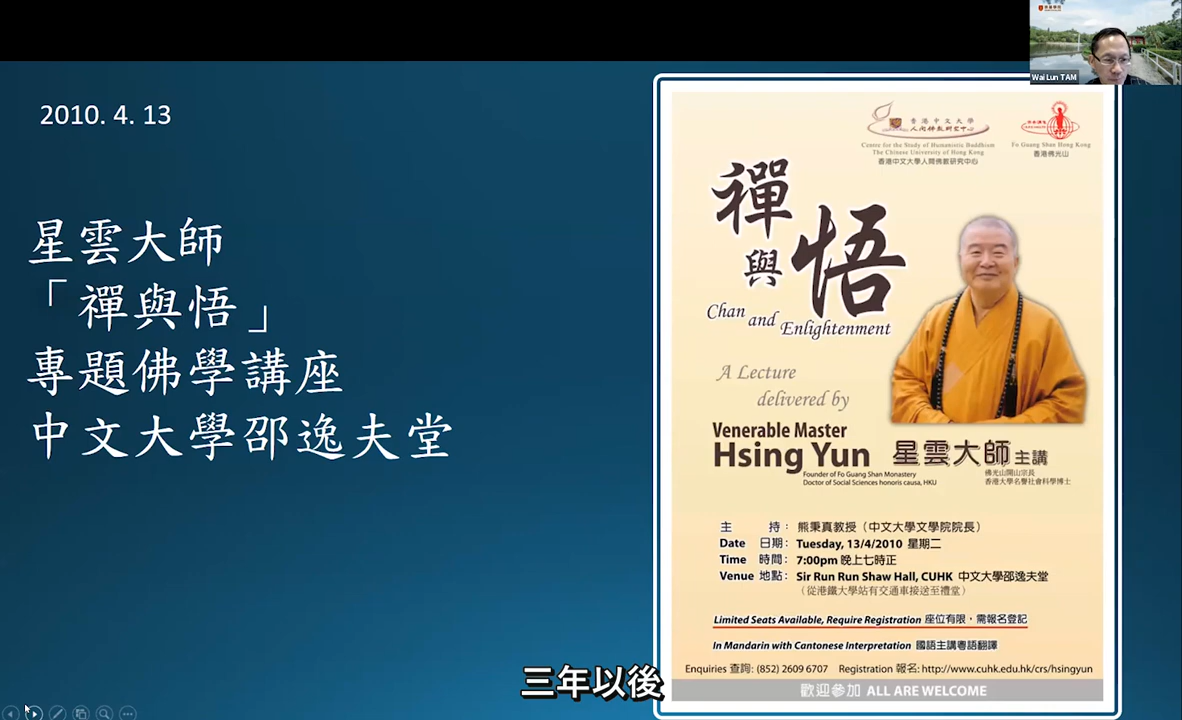 Wai Lun TAM
2010. 4. 13
星雲大師
「禪與悟」
專題佛學講座
中文大學邵逸夫堂
香港中文大學
人間佛教研究中心
Centre for the Study of Humanistic Buddhism
The Chinese University of Hong Kong
香港中文大學人間佛教研究中心
Fo Guang Shan Hong Kong
香港佛光山
禪
與
悟
Chan and Enlightenment
A Lecture
delivered by
Venerable Master
Hsing Yun
Founder of Fo Guang Shan Monastery
Doctor of Social Sciences honoris causa, HKU
星雲大師 主講
佛光山開山宗長
香港大學名譽社會科學博士
主 持：熊秉真教授（中文大學文學院院長）
Date 日期： Tuesday, 13/4/2010 星期二
Time 時間： 7:00pm 晚上七時正
Venue 地點： Sir Run Run Shaw Hall, CUHK 中文大學邵逸夫堂
（從港鐵大學站有交通車接送至禮堂）
Limited Seats Available, Require Registration 座位有限，需報名登記
In Mandarin with Cantonese Interpretation 國語主講粵語翻譯
Enquiries 查詢: (852) 2609 6707 Registration 報名: http://www.cuhk.edu.hk/crs/hsingyun
歡迎參加 ALL ARE WELCOME
三年以後